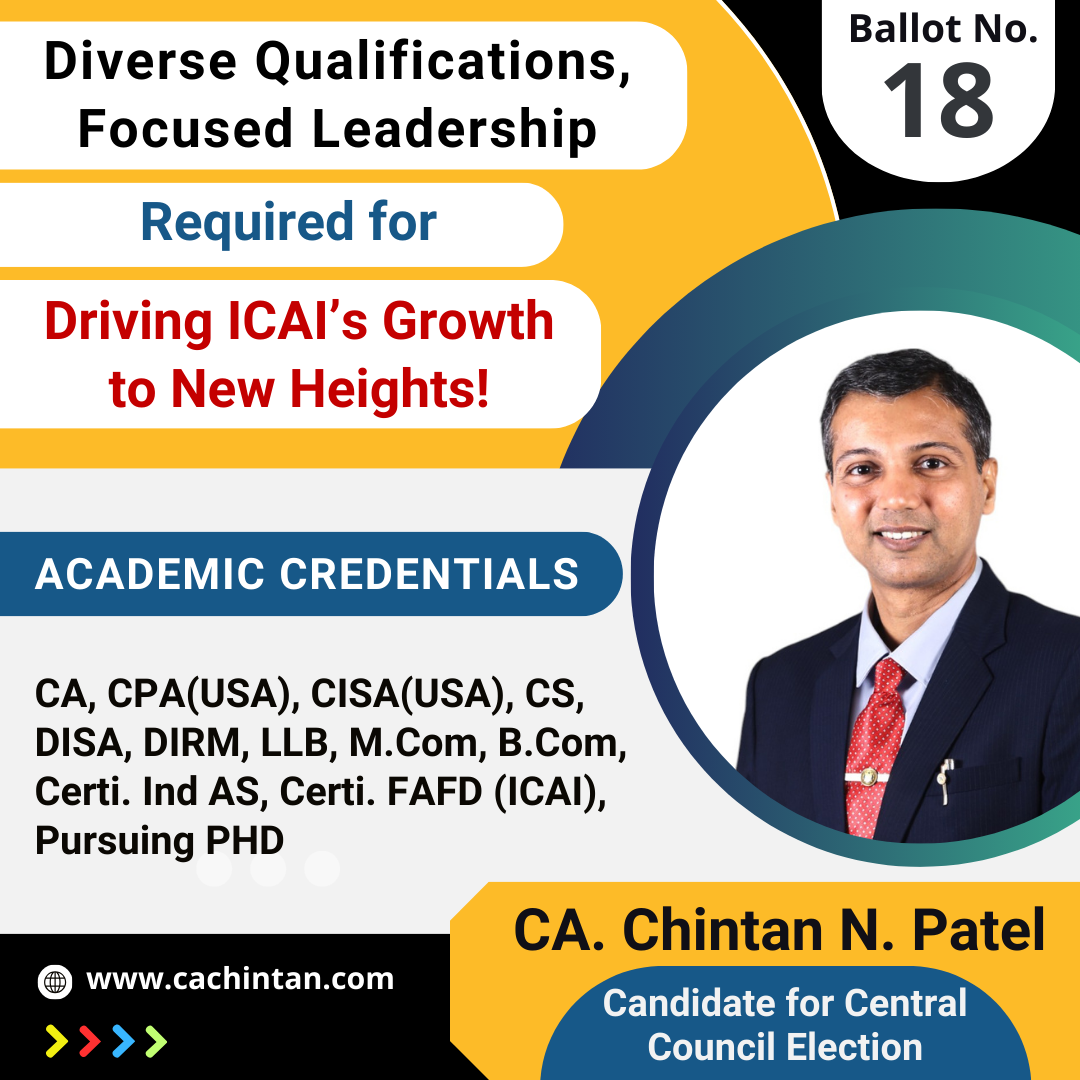 Diverse Qualifications,
Focused Leadership
Required for
Driving ICAI’s Growth
to New Heights!
Ballot No.
18
ACADEMIC CREDENTIALS
CA, CPA(USA), CISA(USA), CS,
DISA, DIRM, LLB, M.Com, B.Com,
Certi. Ind AS, Certi. FAFD (ICAI),
Pursuing PHD
CA. Chintan N. Patel
Candidate for Central
Council Election
www.cachintan.com